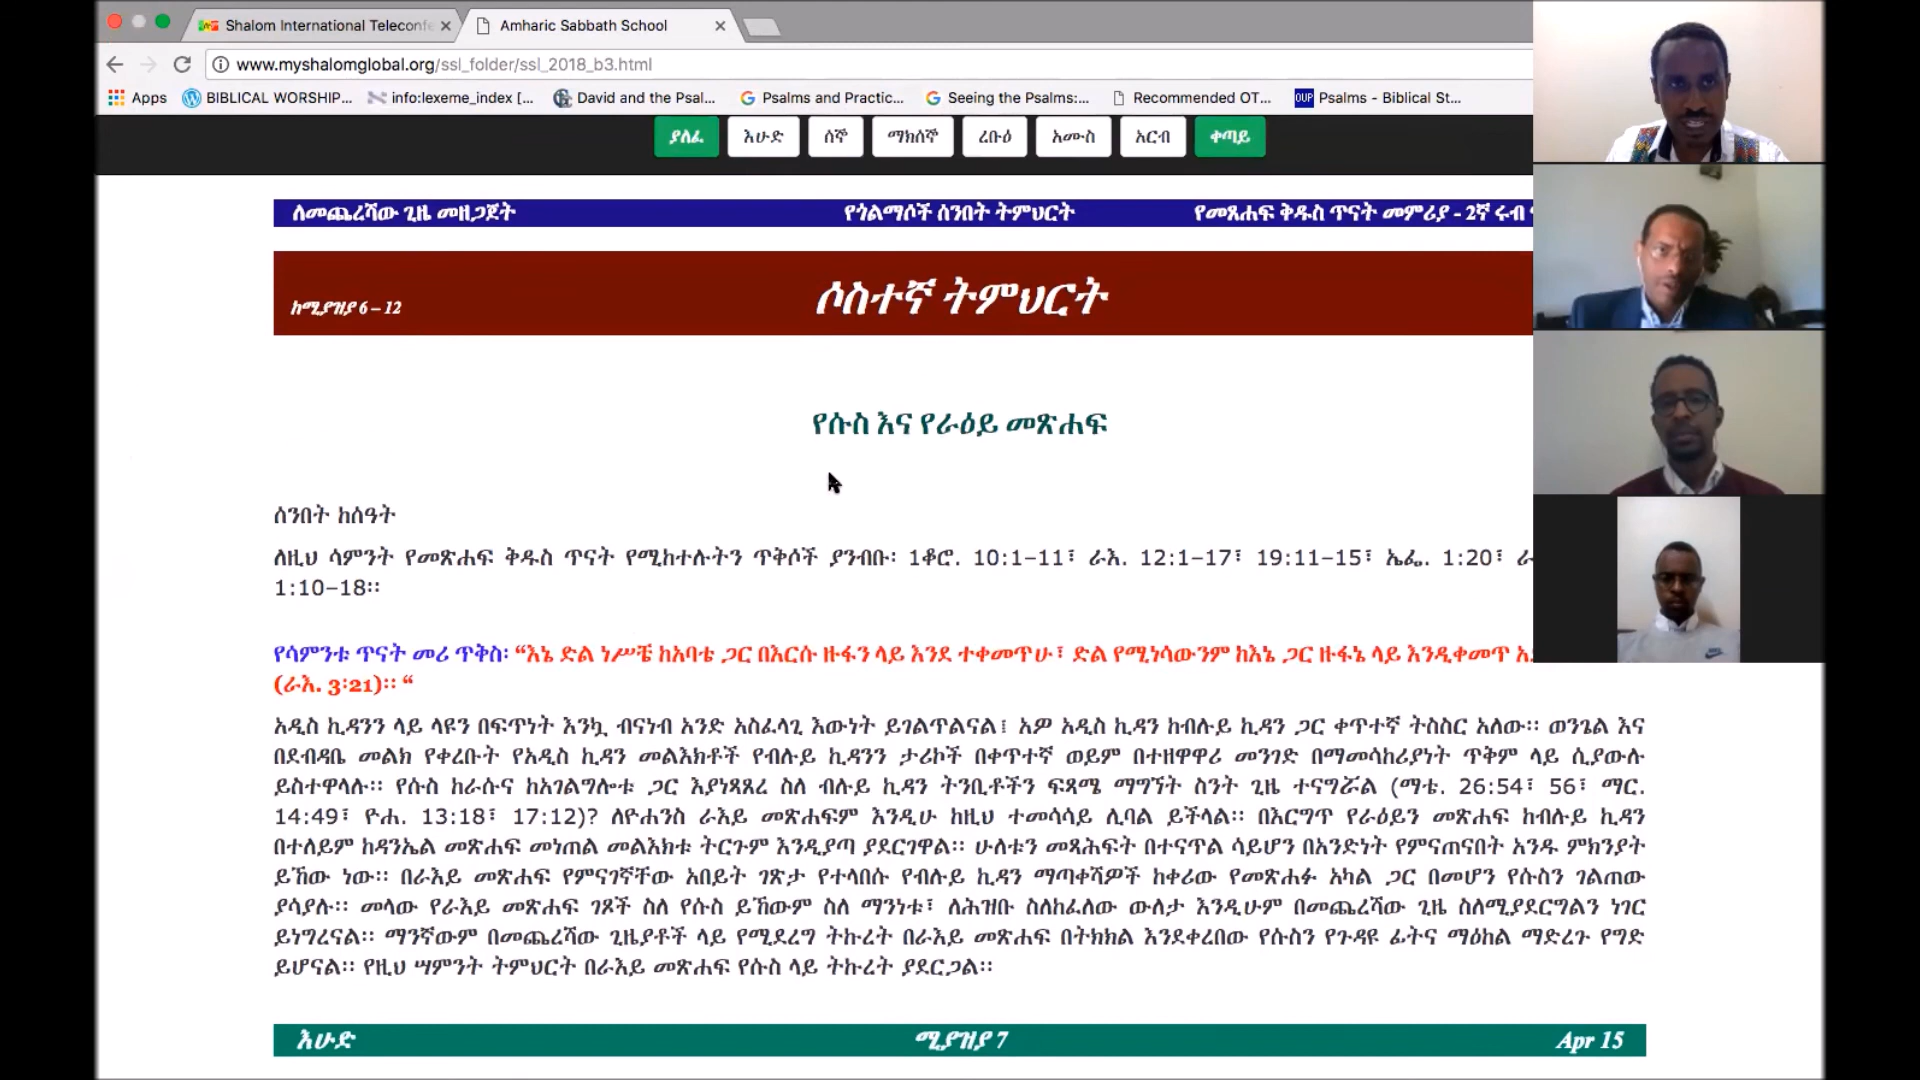 Shalom International Teleconfe
Amharic Sabbath School
www.myshalomglobal.org/ssl_folder/ssl_2018_b3.html
Apps BIBLICAL WORSHIP... info:lexeme_index [... David and the Psal... Psalms and Practic... Seeing the Psalms:... Recommended OT... OUP Psalms - Biblical St...
ያለፈ እሁድ ሰኞ ማክሰኞ ረቡዕ አሙስ አርብ ቀጣይ
ለመጨረሻው ጊዜ መዘጋጀት የጎልማሶች ሰንበት ትምህርት የመጸሐፍ ቅዱስ ጥናት መምሪያ - 2ኛ ሩብ
ከሚያዝያ 6 – 12 ሶስተኛ ትምህርት
የሱስ እና የራዕይ መጽሐፍ
ሰንበት ከሰዓት
ለዚህ ሳምንት የመጽሐፍ ቅዱስ ጥናት የሚከተሉትን ጥቅሶች ያንብቡ፡ 1ቆሮ. 10:1–11፣ ራእ. 12:1–17፣ 19:11–15፣ ኤፌ. 1:20፣
1:10–18፡፡
የሳምንቱ ጥናት መሪ ጥቅስ፡ “እኔ ድል ነሥቼ ከአባቴ ጋር በእርሱ ዙፋን ላይ እንደ ተቀመጥሁ፣ ድል የሚነሳውንም ከእኔ ጋር ዙፋኔ ላይ እንዲቀመጥ
(ራእ. 3፡21)፡፡ “
አዲስ ኪዳንን ላይ ላዩን በፍጥነት እንኳ ብናነብ አንድ አስፈላጊ እውነት ይገልጥልናል፤ አዎ አዲስ ኪዳን ከብሉይ ኪዳን ጋር ቀጥተኛ ትስስር አለው፡፡ ወንጌል እና
በደብዳቤ መልክ የቀረቡት የአዲስ ኪዳን መልእክቶች የብሉይ ኪዳንን ታሪኮች በቀጥተኛ ወይም በተዘዋዋሪ መንገድ በማመሳከሪያነት ጥቅም ላይ ሲያውሉ
ይስተዋላሉ፡፡ የሱስ ከራሱና ከአገልግሎቱ ጋር እያነጻጸረ ስለ ብሉይ ኪዳን ትንቢቶችን ፍጻሜ ማግኘት ስንት ጊዜ ተናግሯል (ማቴ. 26:54፣ 56፣ ማር.
14:49፣ ዮሐ. 13:18፣ 17:12)? ለዮሐንስ ራእይ መጽሐፍም እንዲሁ ከዚህ ተመሳሳይ ሊባል ይችላል፡፡ በእርግጥ የራዕይን መጽሐፍ ከብሉይ ኪዳን
በተለይም ከዳንኤል መጽሐፍ መነጠል መልእክቱ ትርጉም እንዲያጣ ያደርገዋል፡፡ ሁለቱን መጻሕፍት በተናጥል ሳይሆን በአንድነት የምናጠናበት አንዱ ምክንያት
ይኸው ነው፡፡ በራእይ መጽሐፍ የምናገኛቸው አበይት ገጽታ የተላበሱ የብሉይ ኪዳን ማጣቀሻዎች ከቀሪው የመጽሐፉ አካል ጋር በመሆን የሱስን ገልጠው
ያሳያሉ፡፡ መላው የራእይ መጽሐፍ ገጾች ስለ የሱስ ይኸውም ስለ ማንነቱ፣ ለሕዝቡ ስለከፈለው ውለታ እንዲሁም በመጨረሻው ጊዜ ስለሚያደርግልን ነገር
ይነግረናል፡፡ ማንኛውም በመጨረሻው ጊዜያቶች ላይ የሚደረግ ትኩረት በራእይ መጽሐፍ በትክክል እንደቀረበው የሱስን የጉዳዩ ፊትና ማዕከል ማድረጉ የግድ
ይሆናል፡፡ የዚህ ሣምንት ትምህርት በራእይ መጽሐፍ የሱስ ላይ ትኩረት ያደርጋል፡፡
እሁድ ሚያዝያ 7 Apr 15